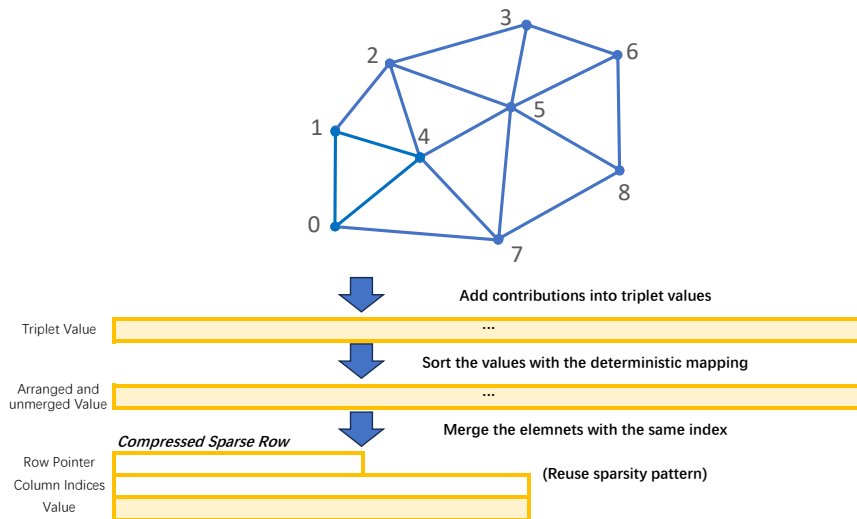 3
2
6
5
1
4
8
0
7
Add contributions into triplet values
Triplet Value
...
Sort the values with the deterministic mapping
Arranged and
unmerged Value
...
Merge the elemnets with the same index
Compressed Sparse Row
Row Pointer
(Reuse sparsity pattern)
Column Indices
Value